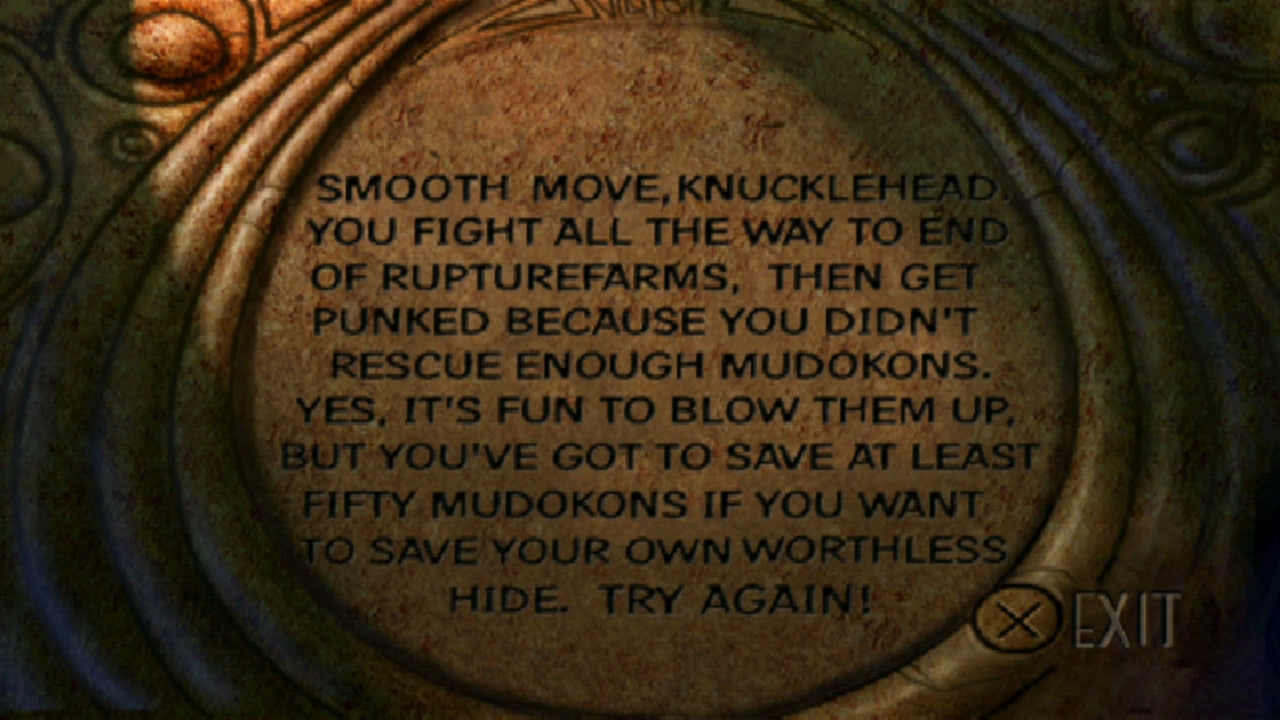 SMOOTH MOVE, KNUCKLEHEAD.
YOU FIGHT ALL THE WAY TO END
OF RUPTUREFARMS, THEN GET
PUNKED BECAUSE YOU DIDN'T
RESCUE ENOUGH MUDOKONS.
YES, IT'S FUN TO BLOW THEM UP,
BUT YOU'VE GOT TO SAVE AT LEAST
FIFTY MUDOKONS IF YOU WANT
TO SAVE YOUR OWN WORTHLESS
HIDE. TRY AGAIN!
EXIT